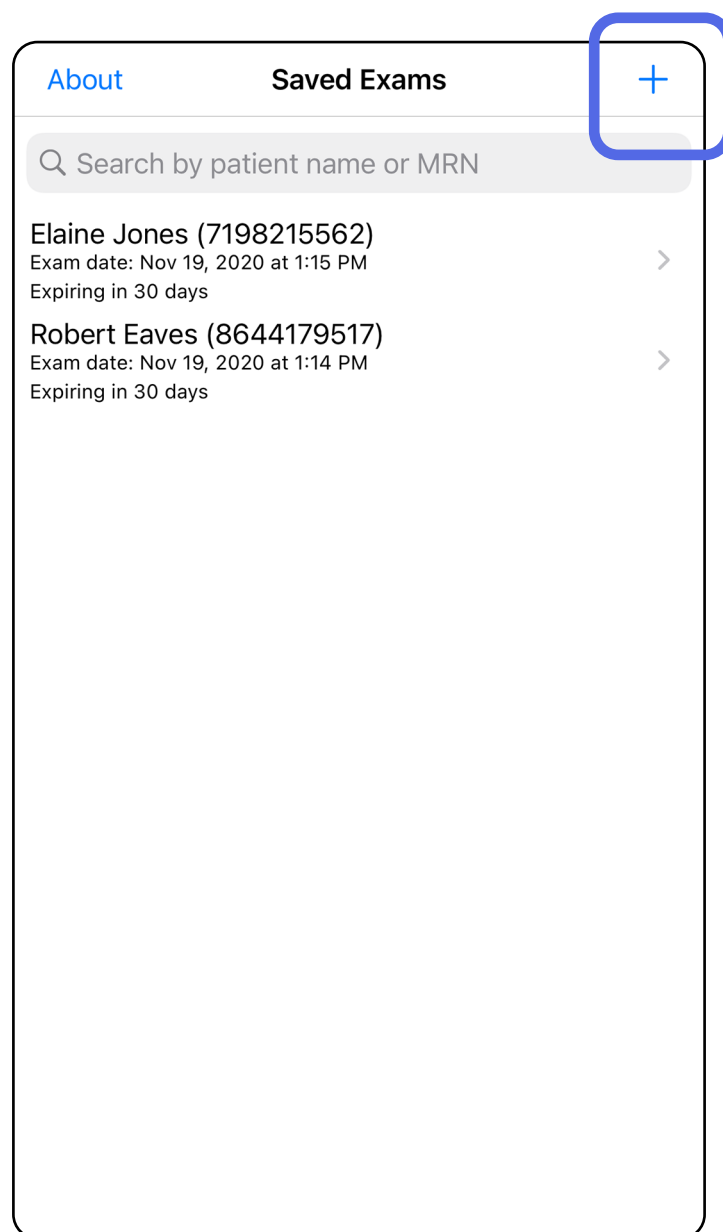 About Saved Exams +
Search by patient name or MRN
Elaine Jones (7198215562)
Exam date: Nov 19, 2020 at 1:15 PM
Expiring in 30 days
Robert Eaves (8644179517)
Exam date: Nov 19, 2020 at 1:14 PM
Expiring in 30 days